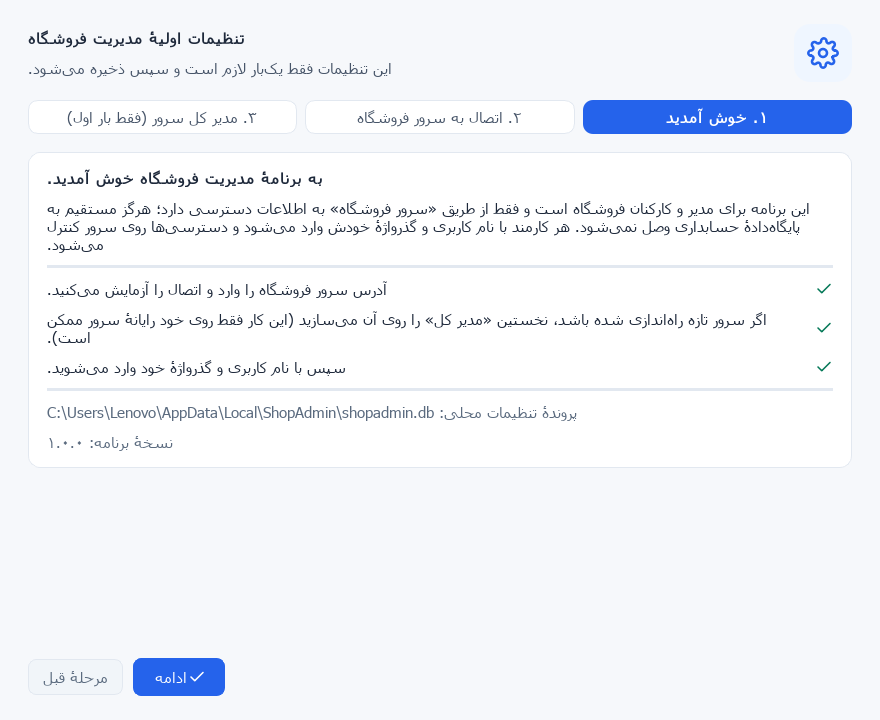 تنظیمات اولیهٔ مدیریت فروشگاه
این تنظیمات فقط یک‌بار لازم است و سپس ذخیره می‌شود.
۱. خوش آمدید
۲. اتصال به سرور فروشگاه
۳. مدیر کل سرور (فقط بار اول)
به برنامهٔ مدیریت فروشگاه خوش آمدید.
این برنامه برای مدیر و کارکنان فروشگاه است و فقط از طریق «سرور فروشگاه» به اطلاعات دسترسی دارد؛ هرگز مستقیم به
پایگاه‌دادهٔ حسابداری وصل نمی‌شود. هر کارمند با نام کاربری و گذرواژهٔ خودش وارد می‌شود و دسترسی‌ها روی سرور کنترل
می‌شود.
آدرس سرور فروشگاه را وارد و اتصال را آزمایش می‌کنید.
اگر سرور تازه راه‌اندازی شده باشد، نخستین «مدیر کل» را روی آن می‌سازید (این کار فقط روی خود رایانهٔ سرور ممکن
است).
سپس با نام کاربری و گذرواژهٔ خود وارد می‌شوید.
پروندهٔ تنظیمات محلی: C:\Users\Lenovo\AppData\Local\ShopAdmin\shopadmin.db
نسخهٔ برنامه: ۱.۰.۰
ادامه
مرحلهٔ قبل